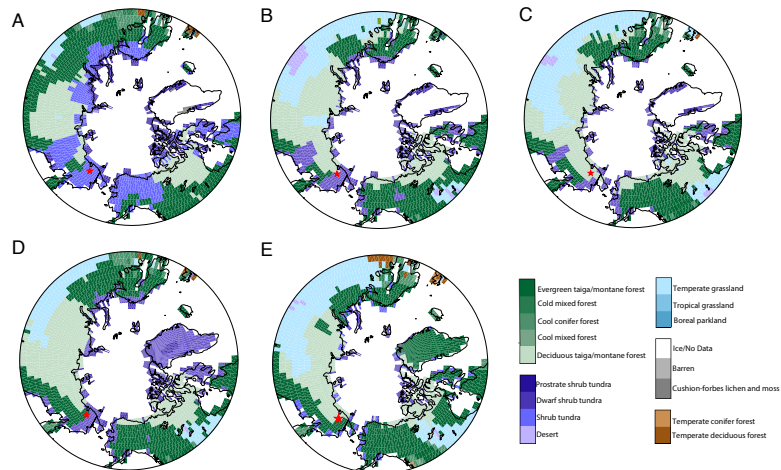 A
B
C
D
E
Evergreen taiga/montane forest
Cold mixed forest
Cool conifer forest
Cool mixed forest
Deciduous taiga/montane forest
Prostrate shrub tundra
Dwarf shrub tundra
Shrub tundra
Desert
Temperate grassland
Tropical grassland
Boreal parkland
Ice/No Data
Barren
Cushion-forbes lichen and moss
Temperate conifer forest
Temperate deciduous forest